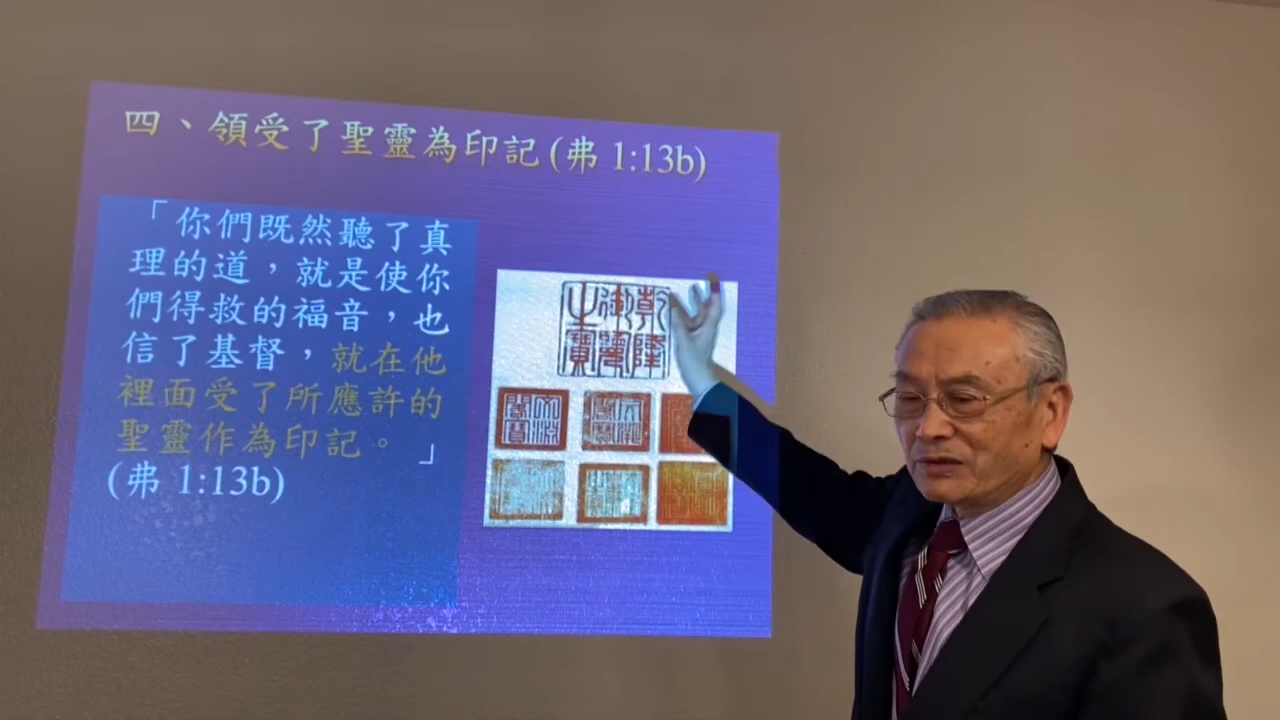 四、領受了聖靈為印記(弗 1:13b)
「你們既然聽了真
理的道，就是使你
們得救的福音，也
信了基督，就在他
裡面受了所應許的
聖靈作為印記。」
(弗 1:13b)